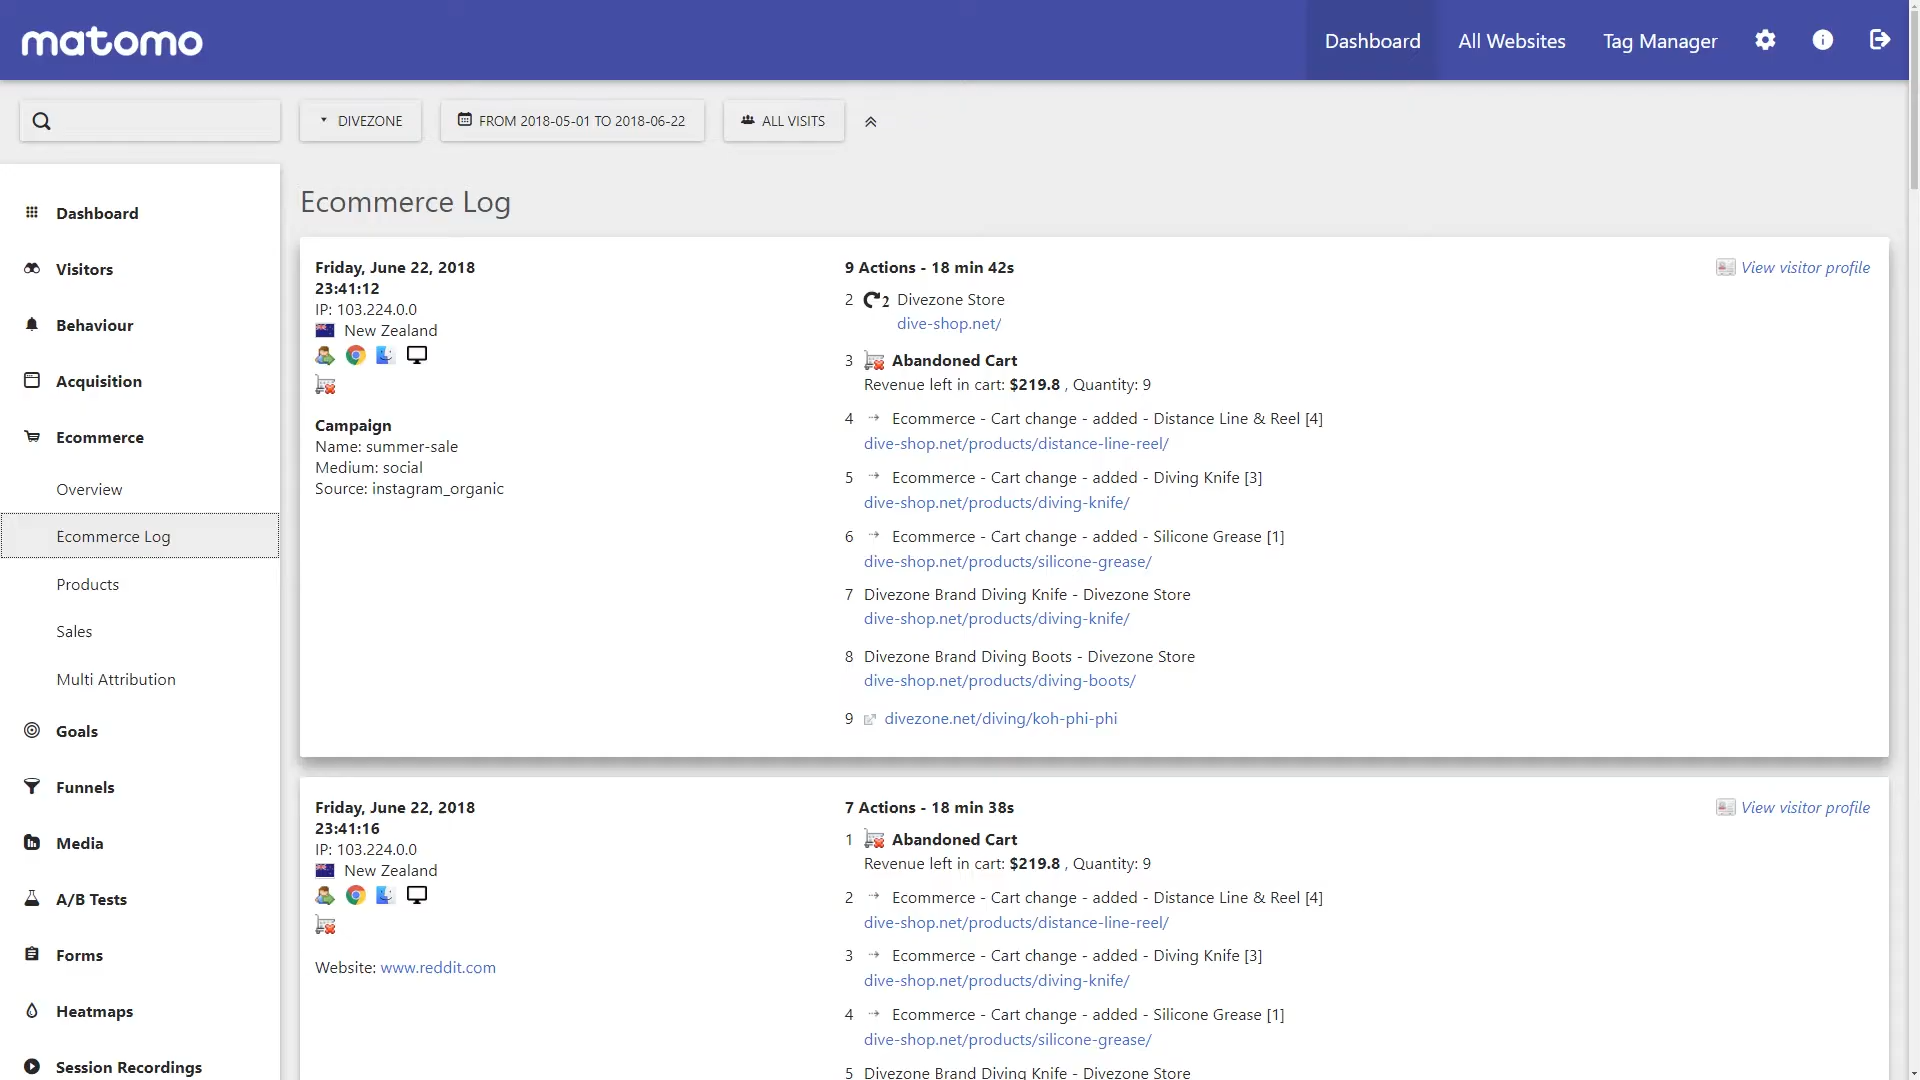 matomo
Dashboard
All Websites
Tag Manager
DIVEZONE
FROM 2018-05-01 TO 2018-06-22
ALL VISITS
Dashboard
Visitors
Behaviour
Acquisition
Ecommerce
Overview
Ecommerce Log
Products
Sales
Multi Attribution
Goals
Funnels
Media
A/B Tests
Forms
Heatmaps
Session Recordings
Ecommerce Log
Friday, June 22, 2018
23:41:12
IP: 103.224.0.0
New Zealand
Campaign
Name: summer-sale
Medium: social
Source: instagram_organic
9 Actions - 18 min 42s
View visitor profile
2 2 Divezone Store
dive-shop.net/
3 Abandoned Cart
Revenue left in cart: $219.8 , Quantity: 9
4 Ecommerce - Cart change - added - Distance Line & Reel [4]
dive-shop.net/products/distance-line-reel/
5 Ecommerce - Cart change - added - Diving Knife [3]
dive-shop.net/products/diving-knife/
6 Ecommerce - Cart change - added - Silicone Grease [1]
dive-shop.net/products/silicone-grease/
7 Divezone Brand Diving Knife - Divezone Store
dive-shop.net/products/diving-knife/
8 Divezone Brand Diving Boots - Divezone Store
dive-shop.net/products/diving-boots/
9 divezone.net/diving/koh-phi-phi
Friday, June 22, 2018
23:41:16
IP: 103.224.0.0
New Zealand
Website: www.reddit.com
7 Actions - 18 min 38s
View visitor profile
1 Abandoned Cart
Revenue left in cart: $219.8 , Quantity: 9
2 Ecommerce - Cart change - added - Distance Line & Reel [4]
dive-shop.net/products/distance-line-reel/
3 Ecommerce - Cart change - added - Diving Knife [3]
dive-shop.net/products/diving-knife/
4 Ecommerce - Cart change - added - Silicone Grease [1]
dive-shop.net/products/silicone-grease/
5 Divezone Brand Diving Knife - Divezone Store